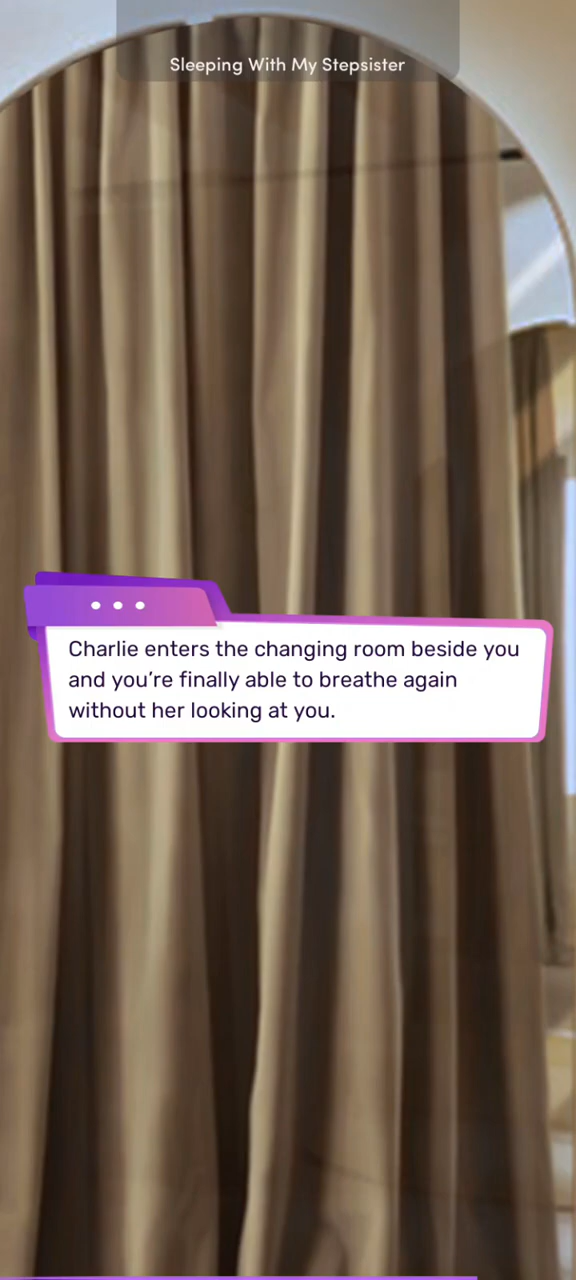 Sleeping With My Stepsister
Charlie enters the changing room beside you
and you’re finally able to breathe again
without her looking at you.